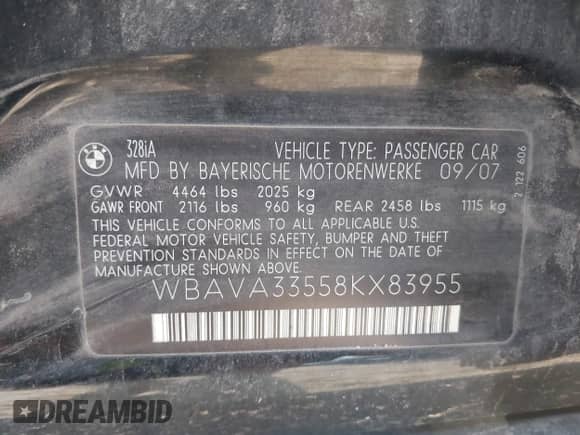 328iA VEHICLE TYPE: PASSENGER CAR
MFD BY BAYERISCHE MOTORENWERKE 09/07
GVWR 4464 lbs 2025 kg
GAWR FRONT 2116 lbs 960 kg REAR 2458 lbs 1115 kg
THIS VEHICLE CONFORMS TO ALL APPLICABLE U.S.
FEDERAL MOTOR VEHICLE SAFETY, BUMPER AND THEFT
PREVENTION STANDARDS IN EFFECT ON THE DATE
OF MANUFACTURE SHOWN ABOVE.
WBAVA33558KX83955
2 122 606
BMW
DREAMBID